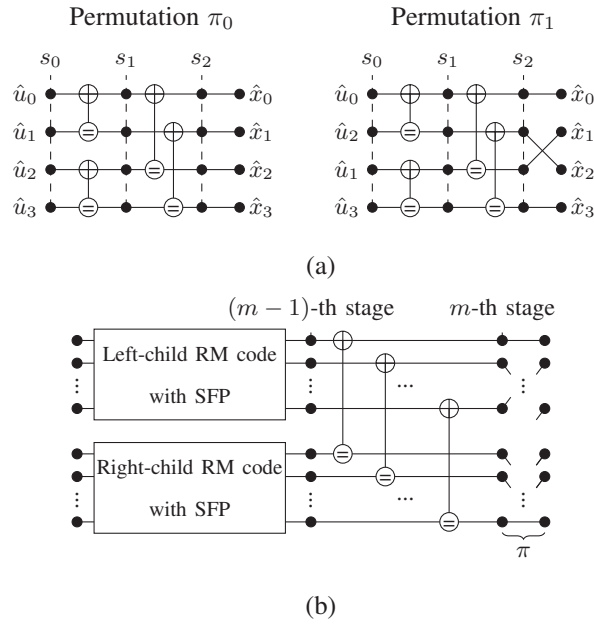 Permutation π₀ Permutation π₁
s₀ s₁ s₂ s₀ s₁ s₂
û₀ x̂₀ û₀ x̂₀
û₁ = x̂₁ û₂ = x̂₁
û₂ = x̂₂ û₁ = x̂₂
û₃ = = x̂₃ û₃ = = x̂₃
(a)
(m − 1)-th stage m-th stage
Left-child RM code
with SFP
Right-child RM code
with SFP
=
=
=
π
(b)